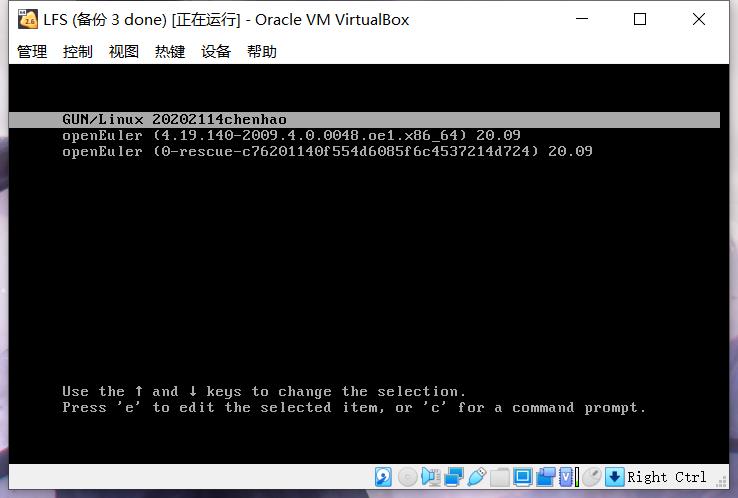 LFS (备份 3 done) [正在运行] - Oracle VM VirtualBox
管理 控制 视图 热键 设备 帮助
GUN/Linux 20202114chenhao
openEuler (4.19.140-2009.4.0.0048.oe1.x86_64) 20.09
openEuler (0-rescue-c76201140f554d6085f6c4537214d724) 20.09
Use the ↑ and ↓ keys to change the selection.
Press 'e' to edit the selected item, or 'c' for a command prompt.
Right Ctrl